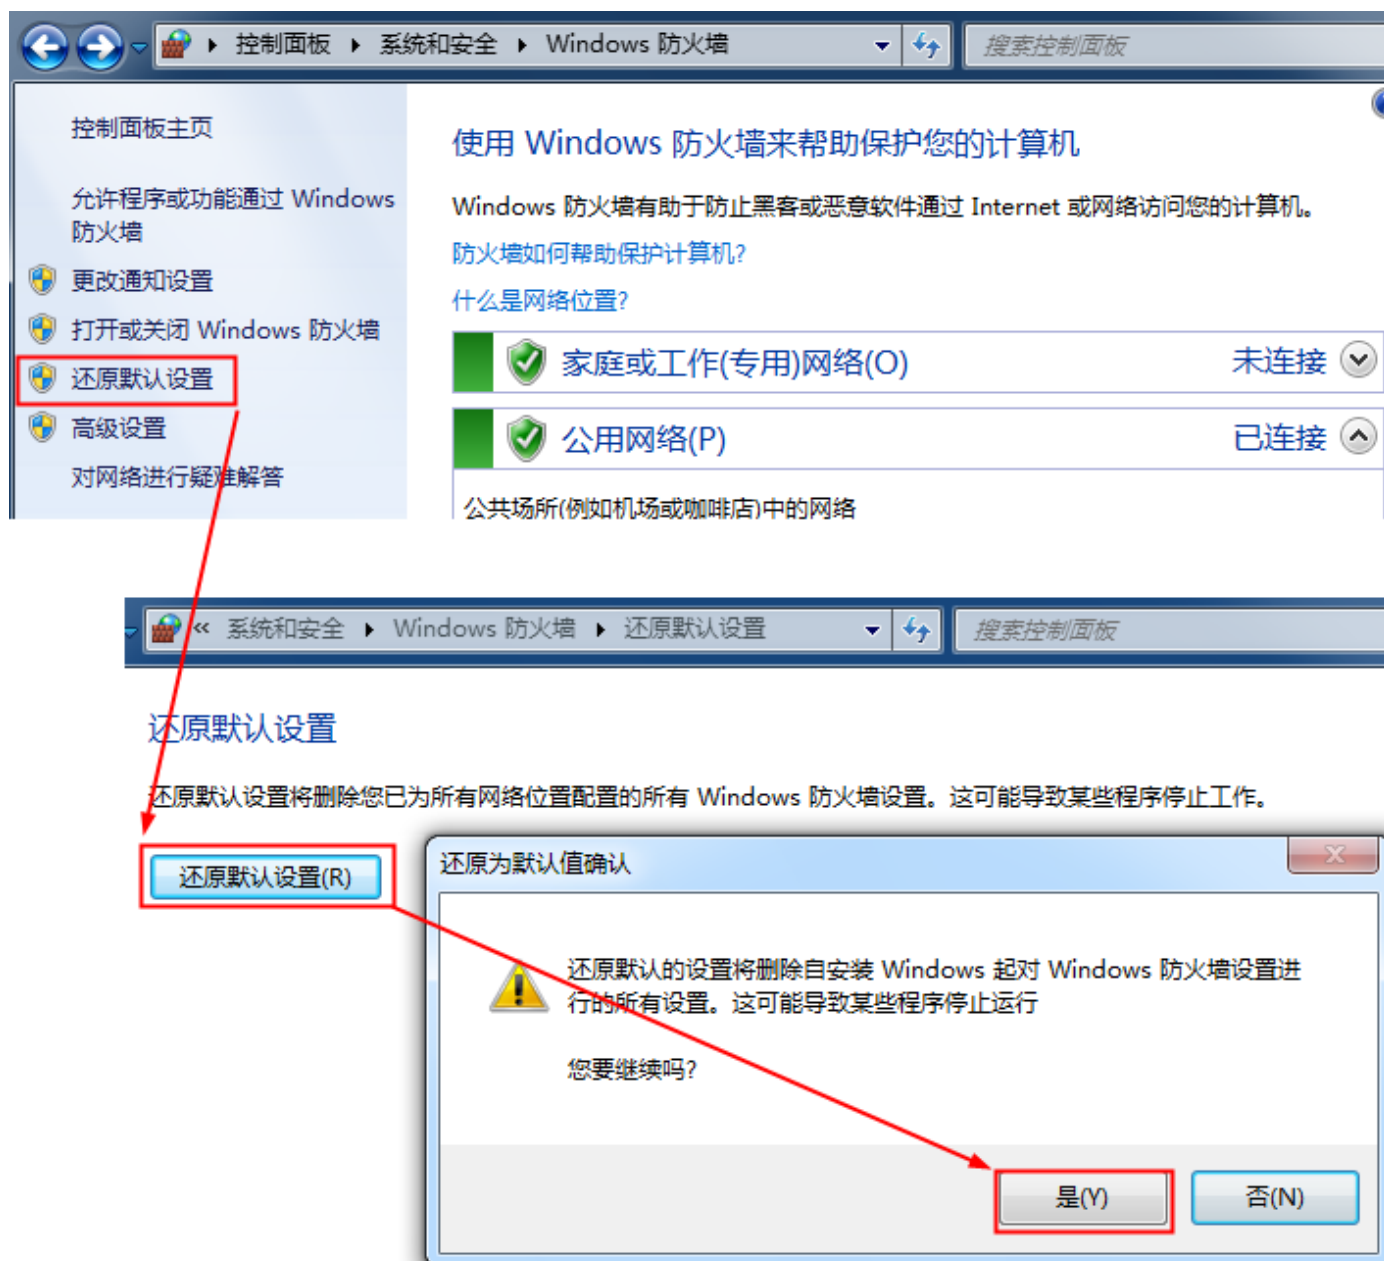 控制面板 ▸ 系统和安全 ▸ Windows 防火墙
搜索控制面板
控制面板主页
允许程序或功能通过 Windows
防火墙
更改通知设置
打开或关闭 Windows 防火墙
还原默认设置
高级设置
对网络进行疑难解答
使用 Windows 防火墙来帮助保护您的计算机
Windows 防火墙有助于防止黑客或恶意软件通过 Internet 或网络访问您的计算机。
防火墙如何帮助保护计算机?
什么是网络位置?
家庭或工作(专用)网络(O) 未连接
公用网络(P) 已连接
公共场所(例如机场或咖啡店)中的网络
« 系统和安全 ▸ Windows 防火墙 ▸ 还原默认设置
搜索控制面板
还原默认设置
还原默认设置将删除您已为所有网络位置配置的所有 Windows 防火墙设置。这可能导致某些程序停止工作。
还原默认设置(R)
还原为默认值确认
还原默认的设置将删除自安装 Windows 起对 Windows 防火墙设置进
行的所有设置。这可能导致某些程序停止运行
您要继续吗?
是(Y)
否(N)